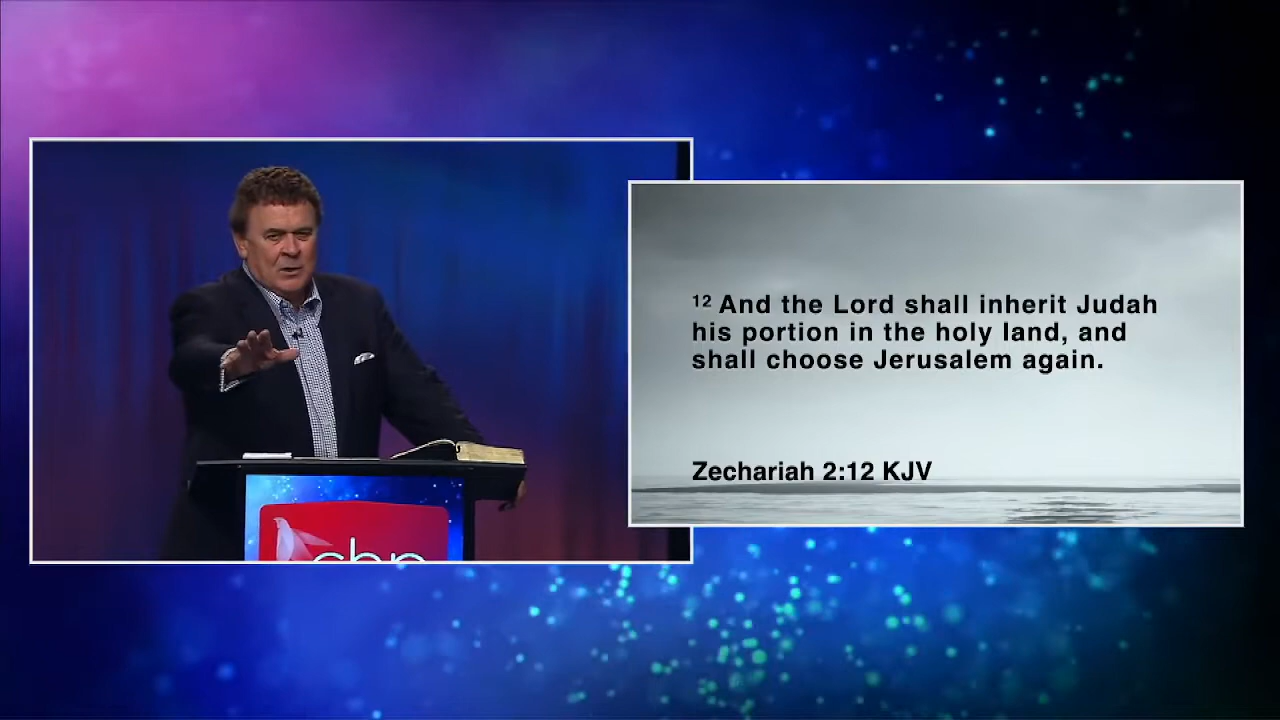 12 And the Lord shall inherit Judah
his portion in the holy land, and
shall choose Jerusalem again.
Zechariah 2:12 KJV